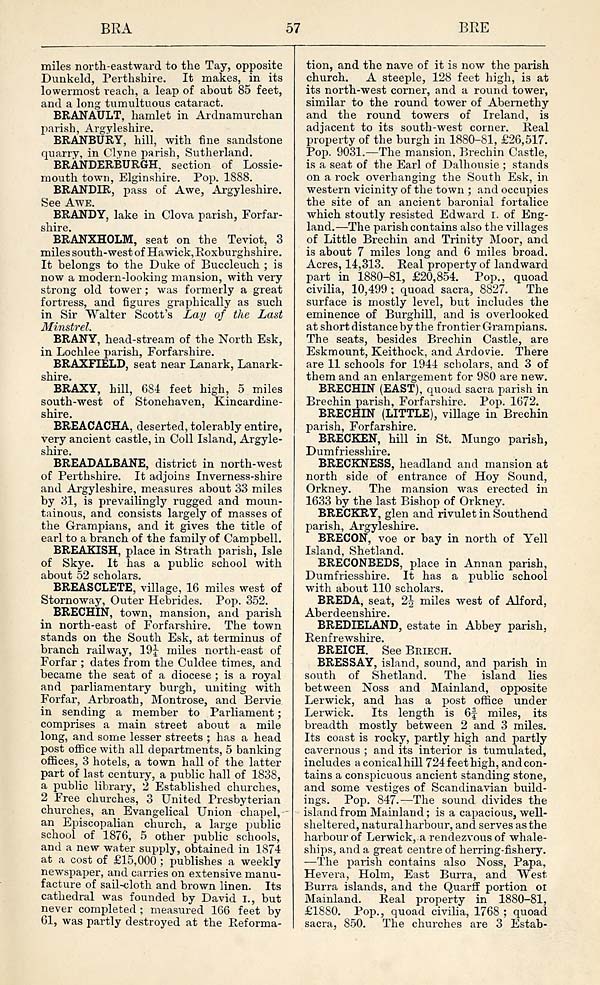 BRA 57 BRE
miles north-eastward to the Tay, opposite
Dunkeld, Perthshire. It makes, in its
lowermost reach, a leap of about 85 feet,
and a long tumultuous cataract.
BRANAULT, hamlet in Ardnamurchan
parish, Argyleshire.
BRANBURY, hill, with fine sandstone
quarry, in Clyne parish, Sutherland.
BRANDERBURGH, section of Lossie-
mouth town, Elginshire. Pop. 1888.
BRANDIR, pass of Awe, Argyleshire.
See AWE.
BRANDY, lake in Clova parish, Forfar-
shire.
BRANXHOLM, seat on the Teviot, 3
miles south-west of Hawick, Roxburghshire.
It belongs to the Duke of Buccleuch ; is
now a modern-looking mansion, with very
strong old tower ; was formerly a great
fortress, and figures graphically as such
in Sir Walter Scott's Lay of the Last
Minstrel.
BRANY, head-stream of the North Esk,
in Lochlee parish, Forfarshire.
BRAXFIELD, seat near Lanark, Lanark-
shire.
BRAXY, hill, 684 feet high, 5 miles
south-west of Stonehaven, Kincardine-
shire.
BREACACHA, deserted, tolerably entire,
very ancient castle, in Coll Island, Argyle-
shire.
BREADALBANE, district in north-west
of Perthshire. It adjoins Inverness-shire
and Argyleshire, measures about 33 miles
by 31, is prevailingly rugged and moun-
tainous, and consists largely of masses of
the Grampians, and it gives the title of
earl to a branch of the family of Campbell.
BREAKISH, place in Strath parish, Isle
of Skye. It has a public school with
about 52 scholars.
BREASCLETE, village, 16 miles west of
Stornoway, Outer Hebrides. Pop. 352.
BRECHIN, town, mansion, and parish
in north-east of Forfarshire. The town
stands on the South Esk, at terminus of
branch railway, 19¼ miles north-east of
Forfar ; dates from the Culdee times, and
became the seat of a diocese ; is a royal
and parliamentary burgh, uniting with
Forfar, Arbroath, Montrose, and Bervie
in sending a member to Parliament ;
comprises a main street about a mile
long, and some lesser streets ; has a head
post office with all departments, 5 banking
offices, 3 hotels, a town hall of the latter
part of last century, a public hall of 1838,
a public library, 2 Established churches,
2 Free churches, 3 United Presbyterian
churches, an Evangelical Union chapel,
an Episcopalian church, a large public
school of 1876, 5 other public schools,
and a new water supply, obtained in 1874
at a cost of £15,000 ; publishes a weekly
newspaper, and carries on extensive manu-
facture of sail-cloth and brown linen. Its
cathedral was founded by David I., but
never completed ; measured 166 feet by
61, was partly destroyed at the Reforma-
tion, and the nave of it is now the parish
church. A steeple, 128 feet high, is at
its north-west corner, and a round tower,
similar to the round tower of Abernethy
and the round towers of Ireland, is
adjacent to its south-west corner. Real
property of the burgh in 1880-81, £26,517.
Pop. 9031.—The mansion, Brechin Castle,
is a seat of the Earl of Dalhousie ; stands
on a rock overhanging the South Esk, in
western vicinity of the town ; and occupies
the site of an ancient baronial fortalice
which stoutly resisted Edward I. of Eng-
land.—The parish contains also the villages
of Little Brechin and Trinity Moor, and
is about 7 miles long and 6 miles broad.
Acres, 14,313. Real property of landward
part in 1880-81, £20,854. Pop., quoad
civilia, 10,499 ; quoad sacra, 8827. The
surface is mostly level, but includes the
eminence of Burghill, and is overlooked
at short distance by the frontier Grampians.
The seats, besides Brechin Castle, are
Eskmount, Keithock, and Ardovie. There
are 11 schools for 1944 scholars, and 3 of
them and an enlargement for 980 are new.
BRECHIN (EAST), quoad sacra parish in
Brechin parish, Forfarshire. Pop. 1672.
BRECHIN (LITTLE), village in Brechin
parish, Forfarshire.
BRECKEN, hill in St. Mungo parish,
Dumfriesshire.
BRECKNESS, headland and mansion at
north side of entrance of Hoy Sound,
Orkney. The mansion was erected in
1633 by the last Bishop of Orkney.
BRECKRY, glen and rivulet in Southend
parish, Argyleshire.
BRECON, voe or bay in north of Yell
Island, Shetland.
BRECONBEDS, place in Annan parish,
Dumfriesshire. It has a public school
with about 110 scholars.
BREDA, seat, 2½ miles west of Alford,
Aberdeenshire.
BREDIELAND, estate in Abbey parish,
Renfrewshire.
BREICH. See BRIECH.
BRESSAY, island, sound, and parish in
south of Shetland. The island lies
between Noss and Mainland, opposite
Lerwick, and has a post office under
Lerwick. Its length is 6¾ miles, its
breadth mostly between 2 and 3 miles.
Its coast is rocky, partly high and partly
cavernous ; and its interior is tumulated,
includes a conical hill 724 feet high, and con-
tains a conspicuous ancient standing stone,
and some vestiges of Scandinavian build-
ings. Pop. 847.—The sound divides the
island from Mainland ; is a capacious, well-
sheltered, natural harbour, and serves as the
harbour of Lerwick, a rendezvous of whale-
ships, and a great centre of herring-fishery.
—The parish contains also Noss, Papa,
Hevera, Holm, East Burra, and West
Burra islands, and the Quarff portion of
Mainland. Real property in 1880-81,
£1880. Pop., quoad civilia, 1768 ; quoad
sacra, 850. The churches are 3 Estab-